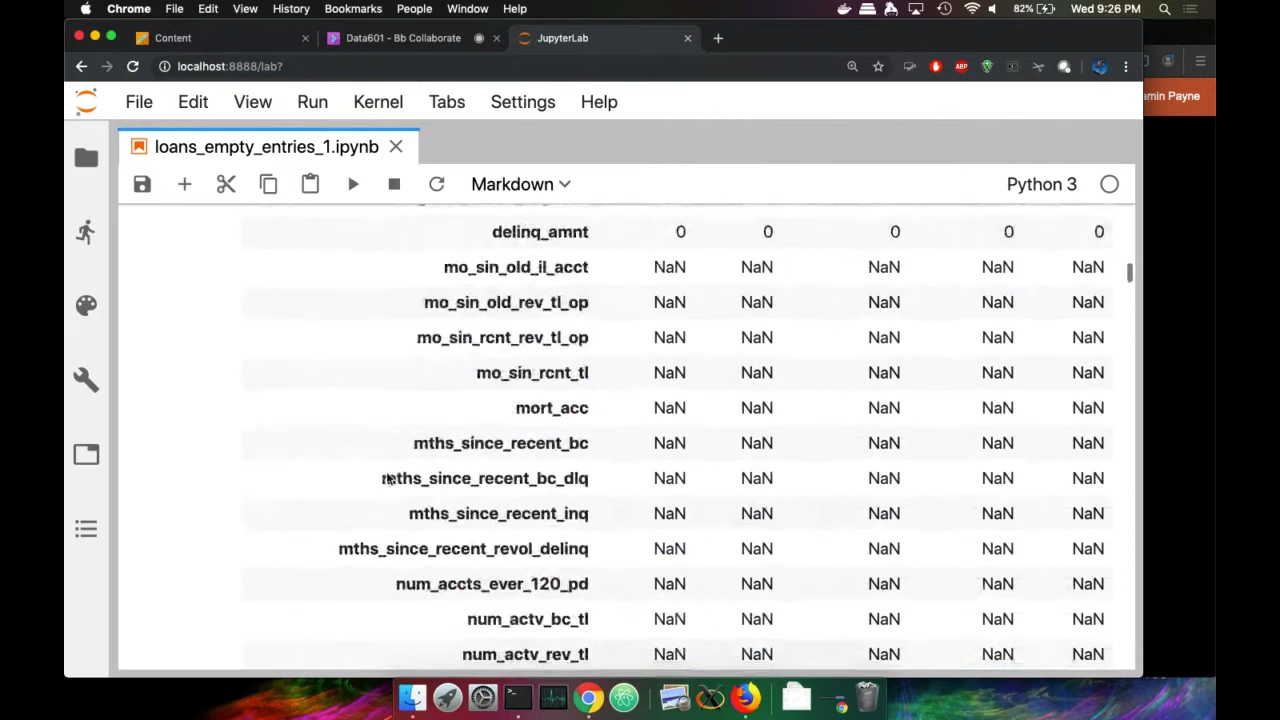 Chrome File Edit View History Bookmarks People Window Help 82% Wed 9:26 PM
Content Data601 - Bb Collaborate JupyterLab
localhost:8888/lab? ABP
File Edit View Run Kernel Tabs Settings Help
amin Payne
loans_empty_entries_1.ipynb
Markdown Python 3
delinq_amnt 0 0 0 0 0
mo_sin_old_il_acct NaN NaN NaN NaN NaN
mo_sin_old_rev_tl_op NaN NaN NaN NaN NaN
mo_sin_rcnt_rev_tl_op NaN NaN NaN NaN NaN
mo_sin_rcnt_tl NaN NaN NaN NaN NaN
mort_acc NaN NaN NaN NaN NaN
mths_since_recent_bc NaN NaN NaN NaN NaN
mths_since_recent_bc_dlq NaN NaN NaN NaN NaN
mths_since_recent_inq NaN NaN NaN NaN NaN
mths_since_recent_revol_delinq NaN NaN NaN NaN NaN
num_accts_ever_120_pd NaN NaN NaN NaN NaN
num_actv_bc_tl NaN NaN NaN NaN NaN
num_actv_rev_tl NaN NaN NaN NaN NaN